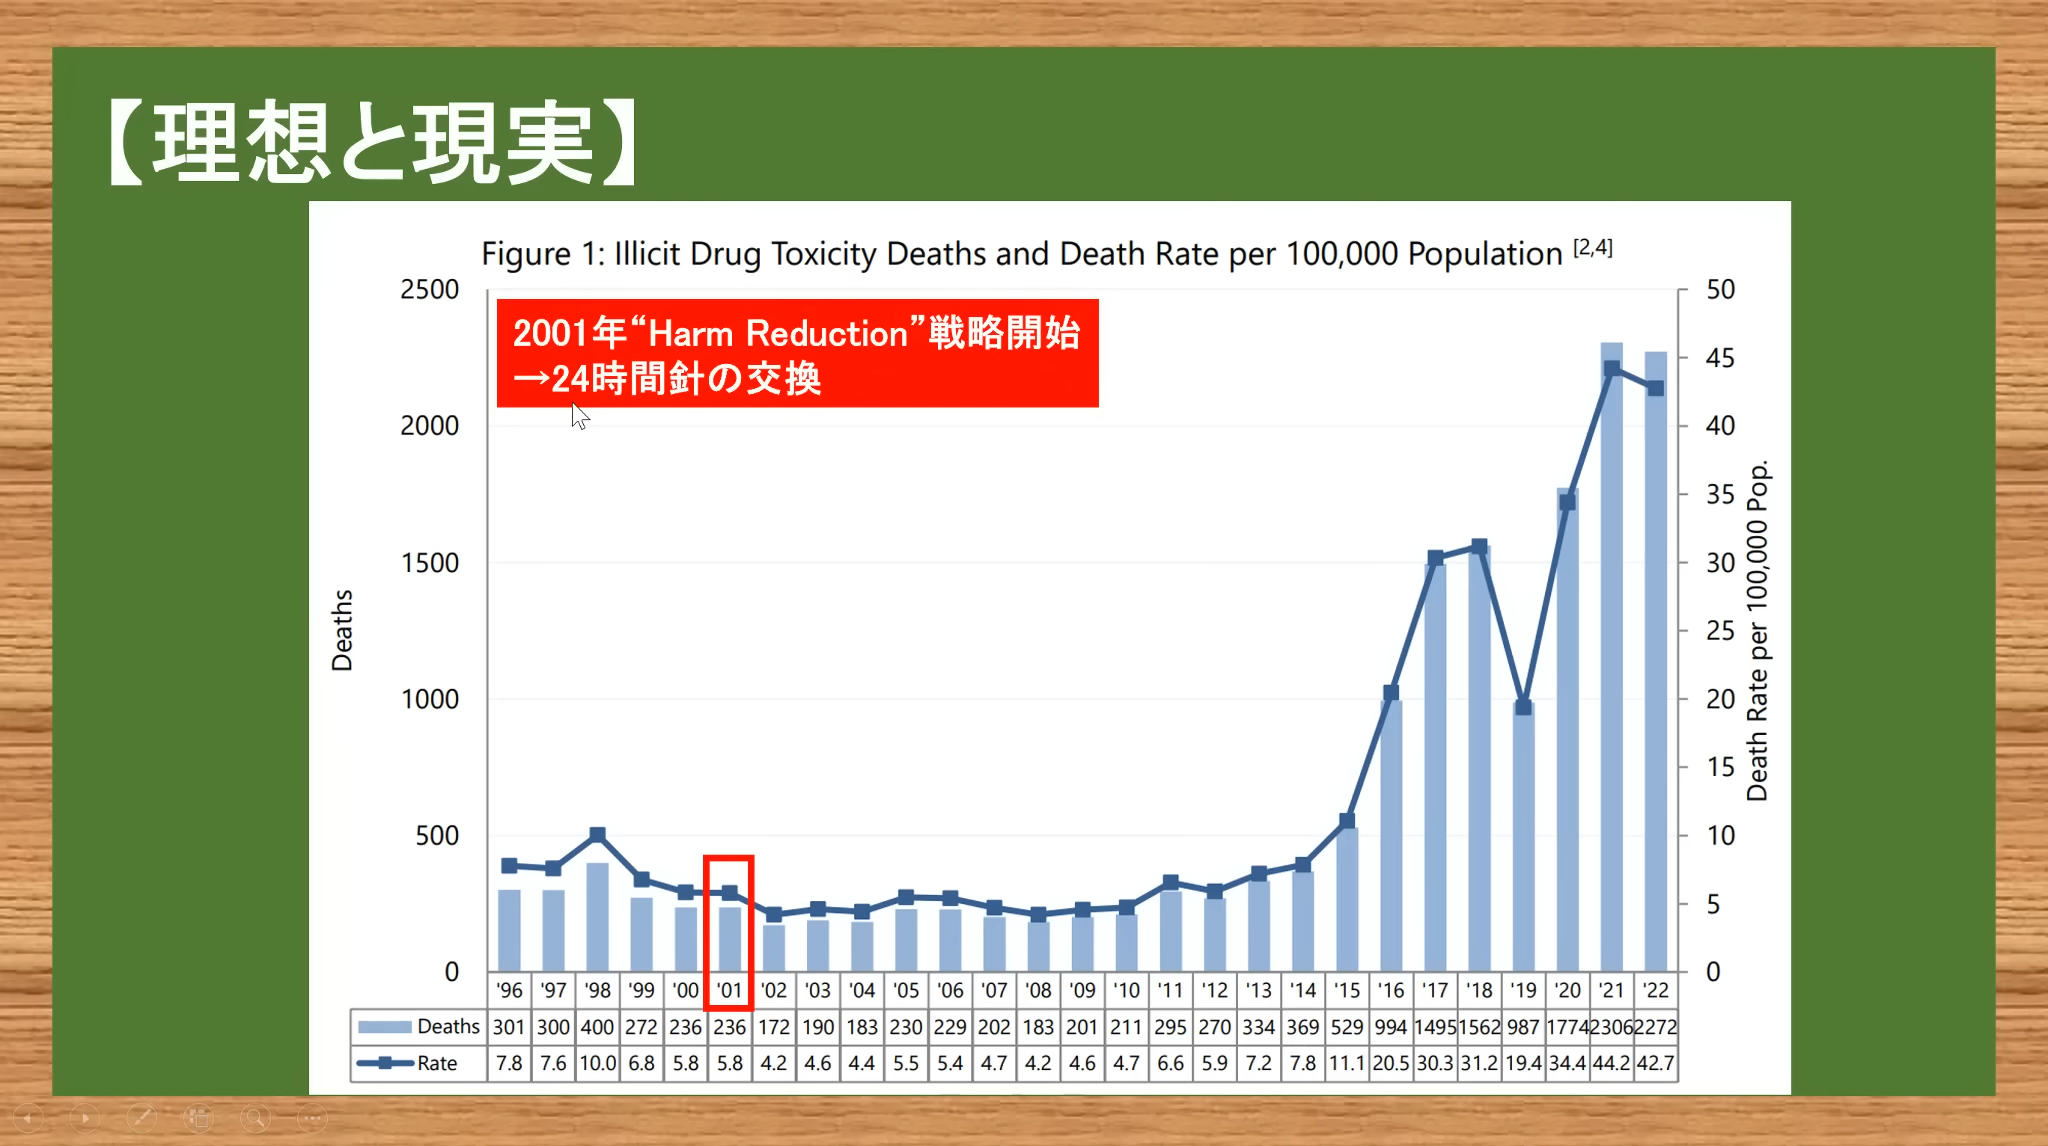 【理想と現実】
Figure 1: Illicit Drug Toxicity Deaths and Death Rate per 100,000 Population [2,4]
2001年“Harm Reduction”戦略開始
→24時間針の交換
Deaths
2500
2000
1500
1000
500
0
50
45
40
35
30
25
20
15
10
5
0
Death Rate per 100,000 Pop.
'96 '97 '98 '99 '00 '01 '02 '03 '04 '05 '06 '07 '08 '09 '10 '11 '12 '13 '14 '15 '16 '17 '18 '19 '20 '21 '22
Deaths 301 300 400 272 236 236 172 190 183 230 229 202 183 201 211 295 270 334 369 529 994 1495 1562 987 1774 2306 2272
Rate 7.8 7.6 10.0 6.8 5.8 5.8 4.2 4.6 4.4 5.5 5.4 4.7 4.2 4.6 4.7 6.6 5.9 7.2 7.8 11.1 20.5 30.3 31.2 19.4 34.4 44.2 42.7